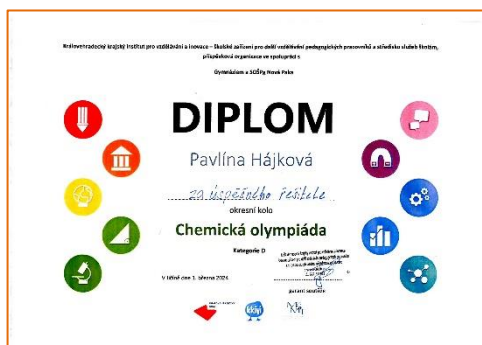 Královéhradecký krajský institut pro vzdělávání a inovace – školské zařízení pro další vzdělávání pedagogických pracovníků a středisko služeb školám,
příspěvková organizace ve spolupráci s
Gymnáziem a SOŠPg Nová Paka
DIPLOM
Pavlína Hájková
za úspěšného řešitele
okresní kolo
Chemická olympiáda
Kategorie D
V Jičíně dne 1. března 2024